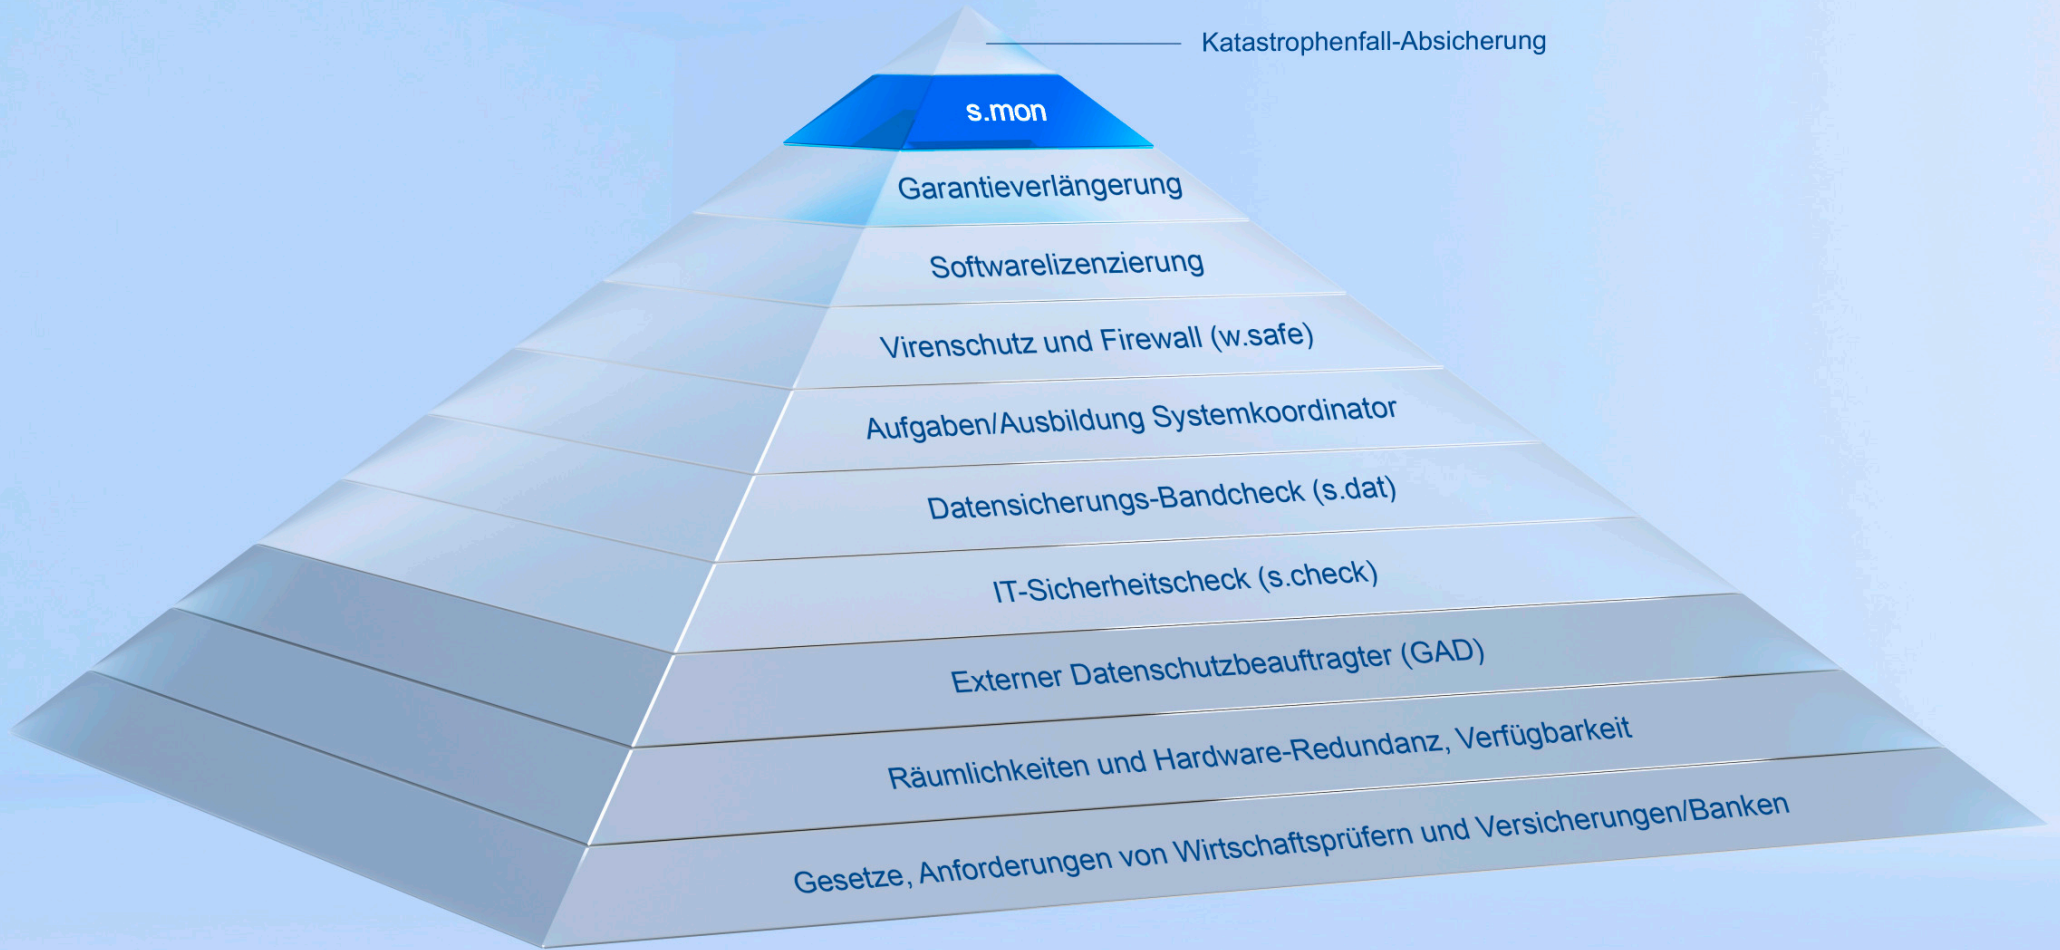 Katastrophenfall-Absicherung
s.mon
Garantieverlängerung
Softwarelizenzierung
Virenschutz und Firewall (w.safe)
Aufgaben/Ausbildung Systemkoordinator
Datensicherungs-Bandcheck (s.dat)
IT-Sicherheitscheck (s.check)
Externer Datenschutzbeauftragter (GAD)
Räumlichkeiten und Hardware-Redundanz, Verfügbarkeit
Gesetze, Anforderungen von Wirtschaftsprüfern und Versicherungen/Banken